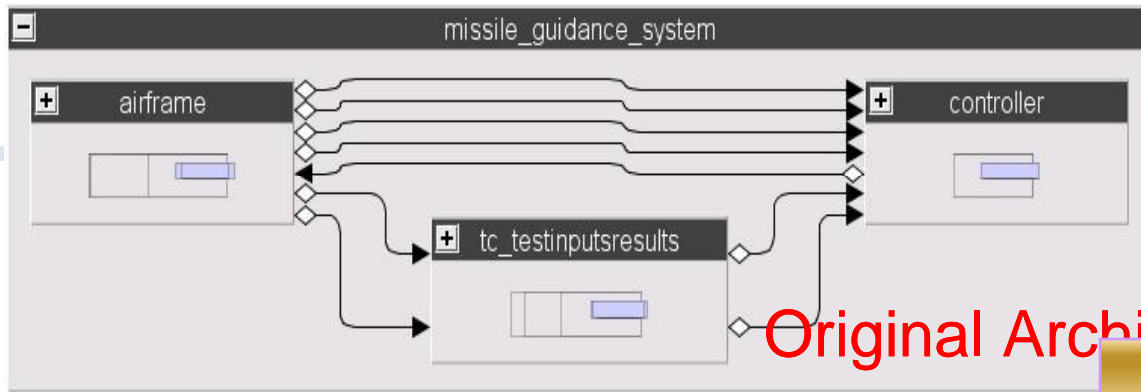 missile_guidance_system
airframe
controller
tc_testinputsresults
Original Archi